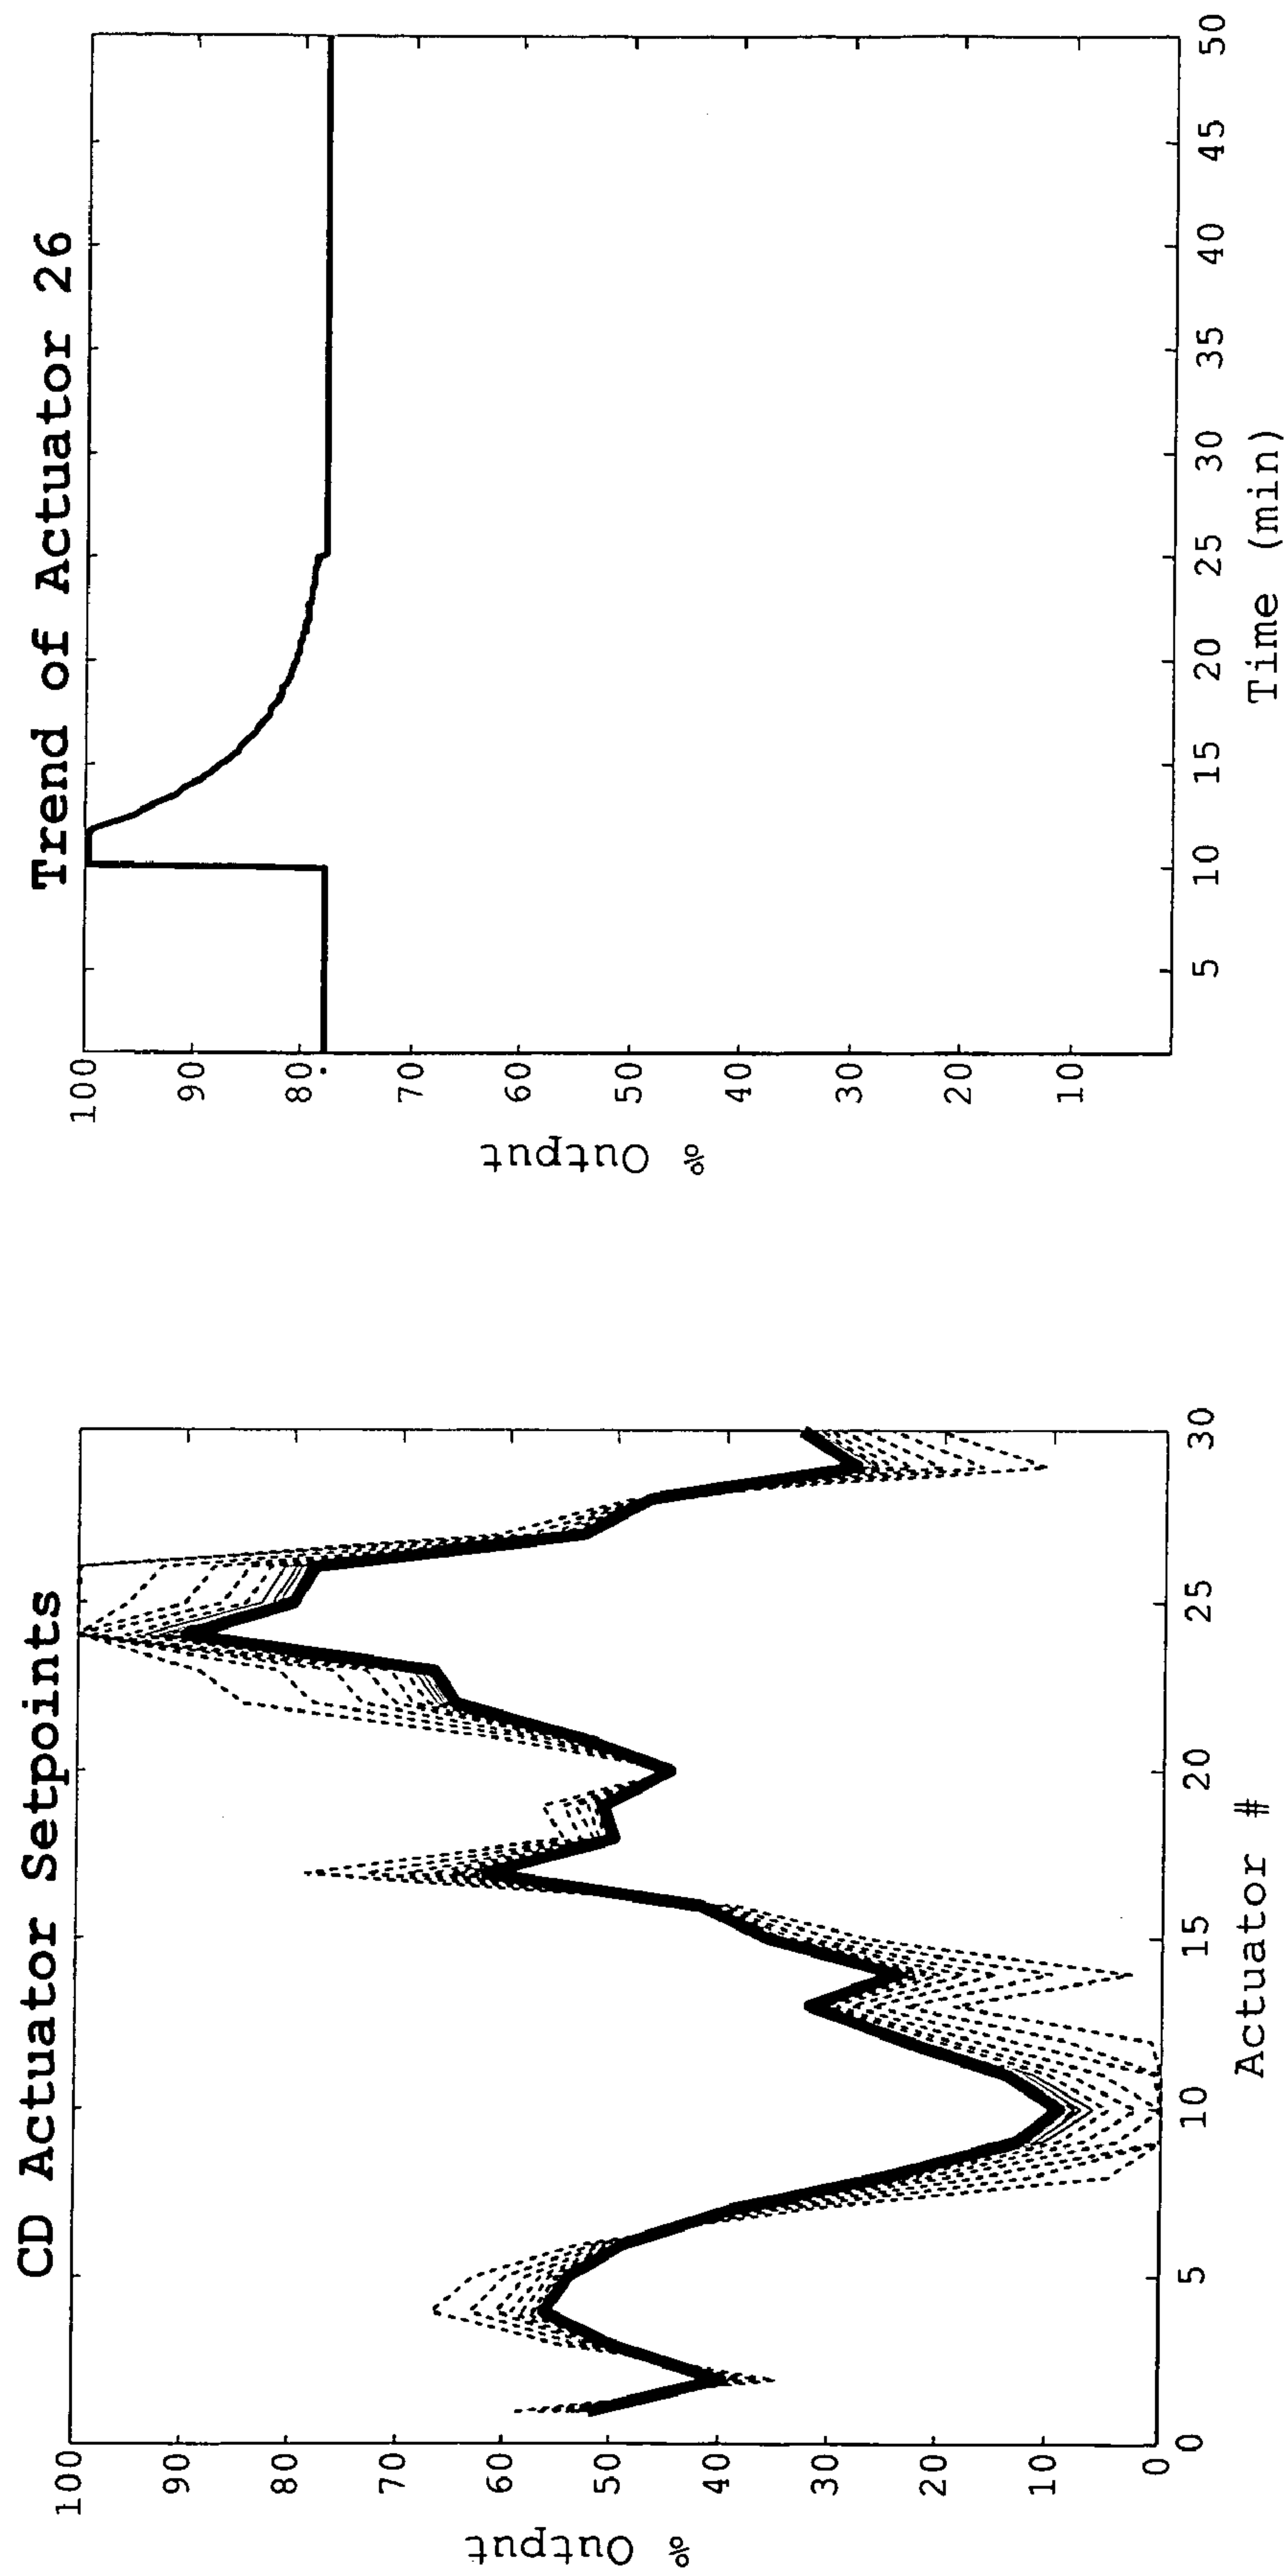 CD Actuator Setpoints
100
90
80
70
60
50
40
30
20
10
0
% Output
0 5 10 15 20 25 30
Actuator #
Trend of Actuator 26
100
90
80
70
60
50
40
30
20
10
% Output
5 10 15 20 25 30 35 40 45 50
Time (min)